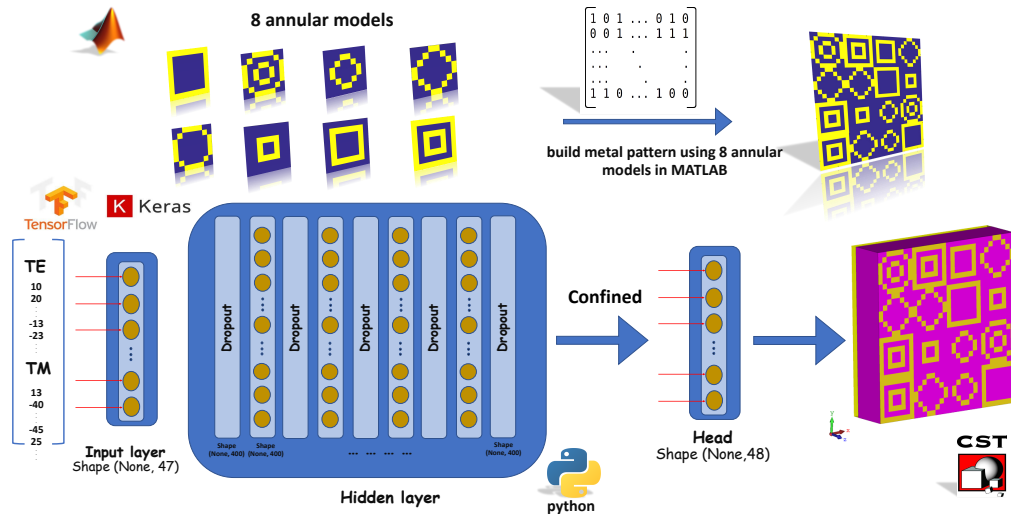 8 annular models
1 0 1 ... 0 1 0
0 0 1 ... 1 1 1
... . .
... . .
... . .
1 1 0 ... 1 0 0
build metal pattern using 8 annular
models in MATLAB
TensorFlow
K Keras
TE
10
20
-13
-23
TM
13
-40
-45
25
Input layer
Shape (None, 47)
Dropout
Dropout
Dropout
Dropout
Dropout
Shape
(None, 400)
Shape
(None, 400)
... ... ... ...
Shape
(None, 400)
Hidden layer
python
Confined
Head
Shape (None,48)
y
x
z
CST